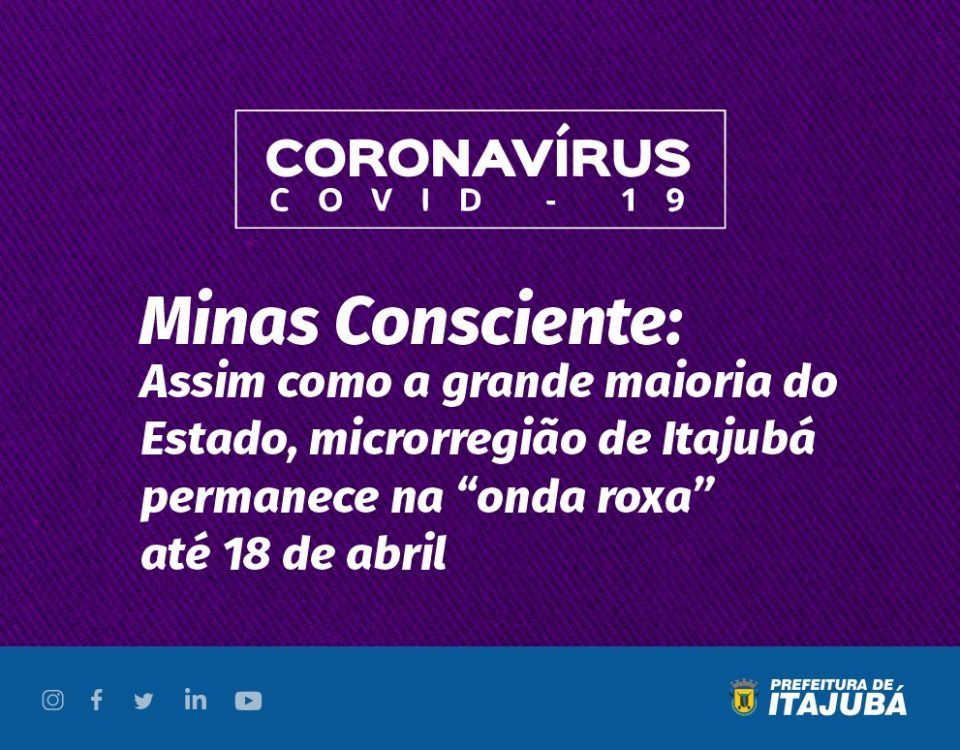 CORONAVÍRUS
COVID - 19
Minas Consciente:
Assim como a grande maioria do
Estado, microrregião de Itajubá
permanece na “onda roxa”
até 18 de abril
PREFEITURA DE
ITAJUBÁ